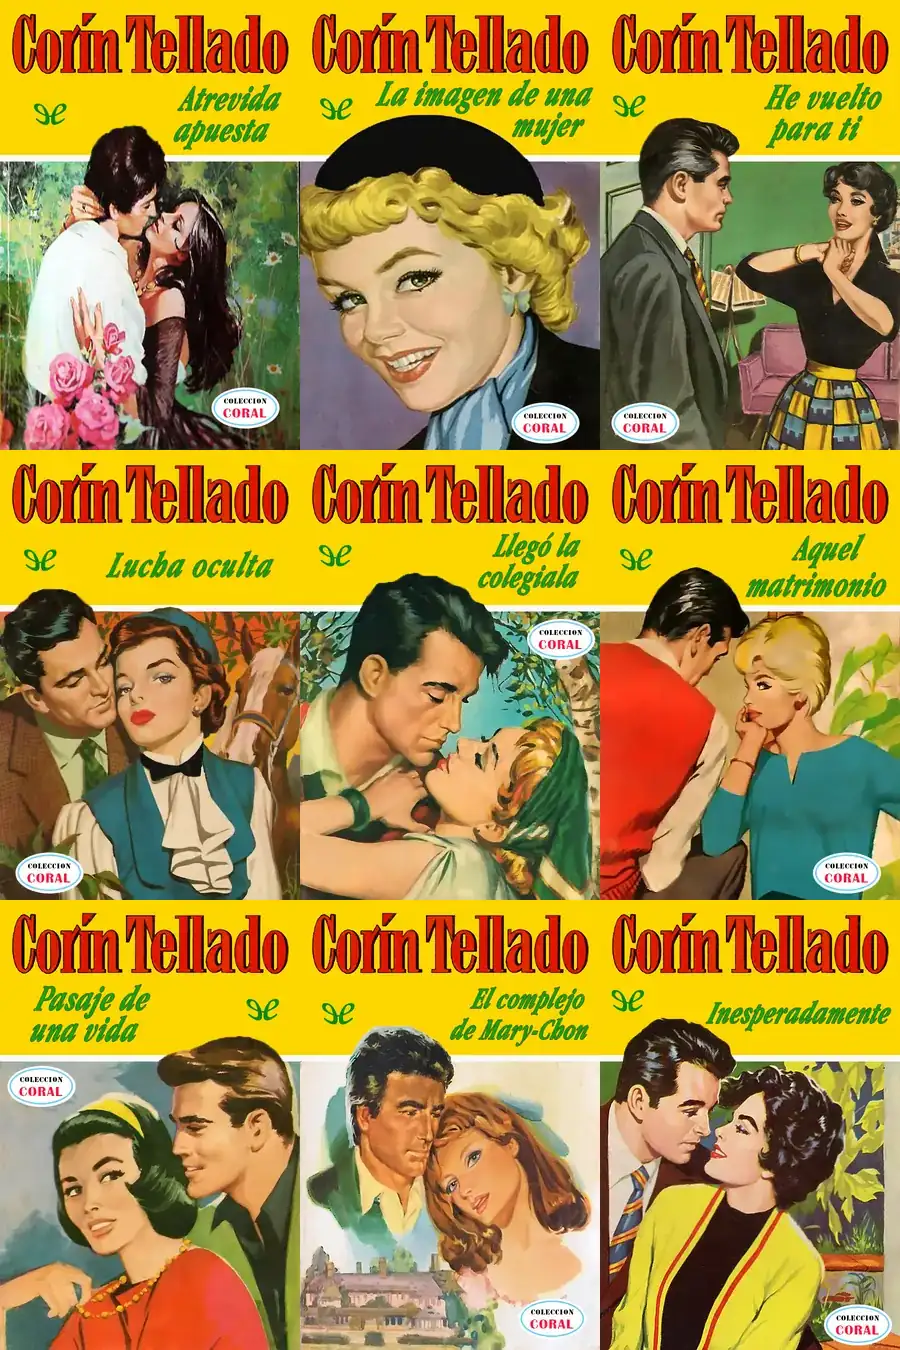 Corín Tellado
Atrevida
apuesta
COLECCION
CORAL
Corín Tellado
La imagen de una
mujer
COLECCION
CORAL
Corín Tellado
He vuelto
para ti
COLECCION
CORAL
Corín Tellado
Lucha oculta
COLECCION
CORAL
Corín Tellado
Llegó la
colegiala
COLECCION
CORAL
Corín Tellado
Aquel
matrimonio
COLECCION
CORAL
Corín Tellado
Pasaje de
una vida
COLECCION
CORAL
Corín Tellado
El complejo
de Mary-Chon
COLECCION
CORAL
Corín Tellado
Inesperadamente
COLECCION
CORAL